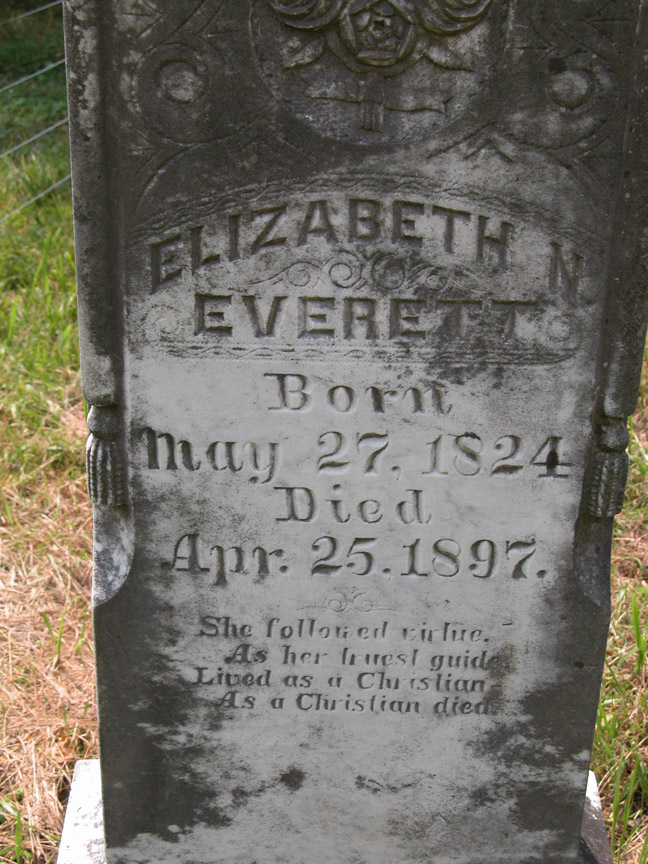 ELIZABETH N.
EVERETT
Born
May 27, 1824
Died
Apr. 25, 1897.
She followed virtue,
As her truest guide
Lived as a Christian
As a Christian died.